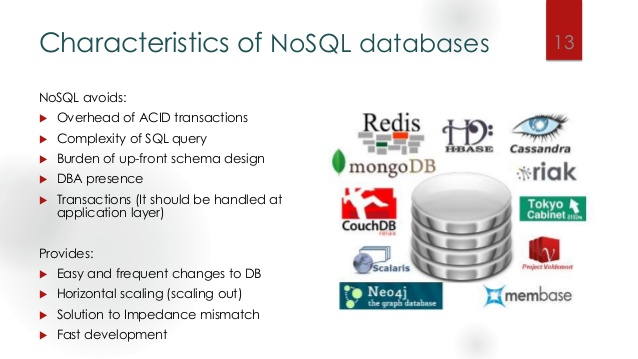 Characteristics of NoSQL databases
13
NoSQL avoids:
Overhead of ACID transactions
Complexity of SQL query
Burden of up-front schema design
DBA presence
Transactions (It should be handled at
application layer)
Provides:
Easy and frequent changes to DB
Horizontal scaling (scaling out)
Solution to Impedance mismatch
Fast development
Redis
HBASE
Cassandra
mongoDB
riak
Tokyo
Cabinet
CouchDB
relax
Scalaris
Project Voldemort
Neo4j
the graph database
membase